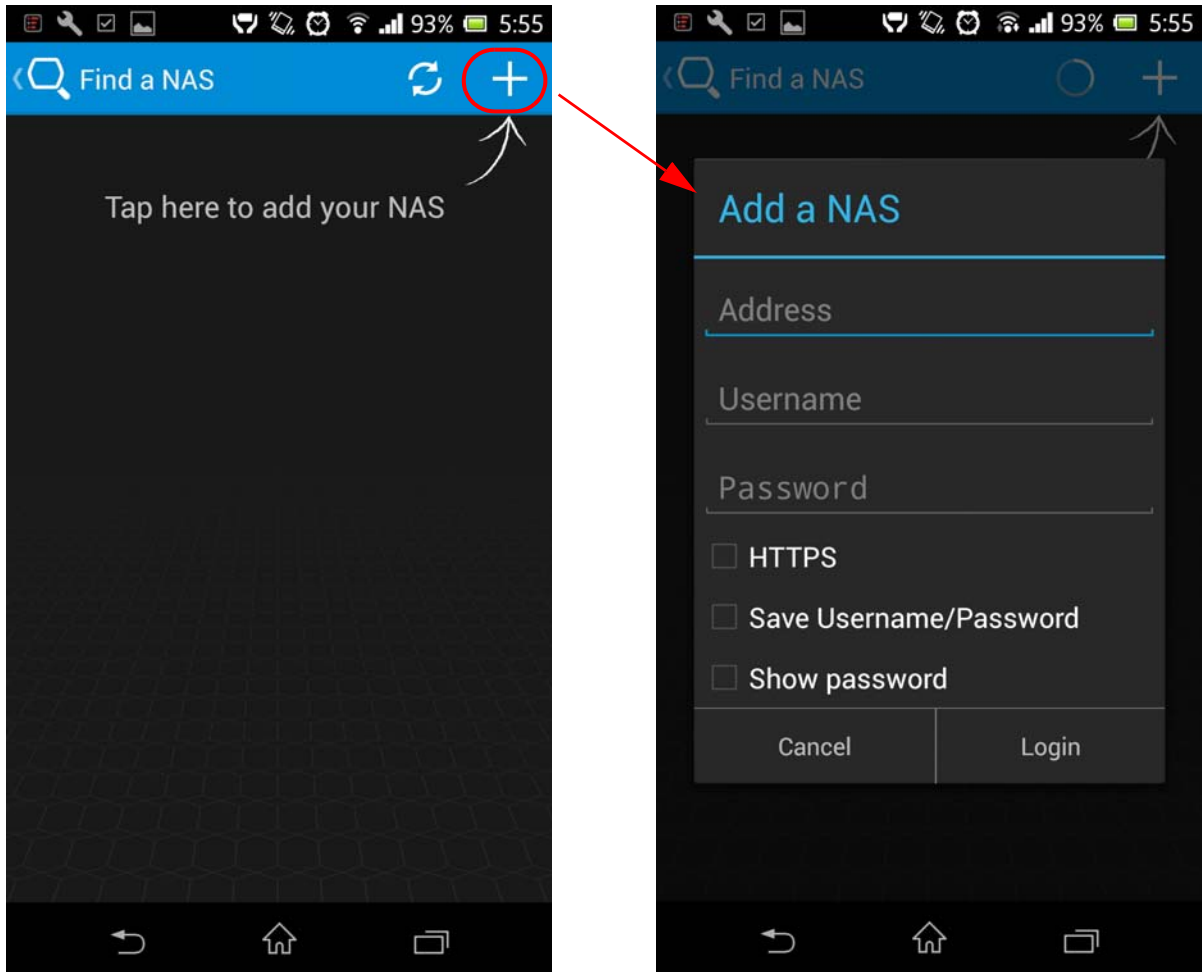 93% 5:55
Find a NAS
Tap here to add your NAS
93% 5:55
Find a NAS
Add a NAS
Address
Username
Password
HTTPS
Save Username/Password
Show password
Cancel Login